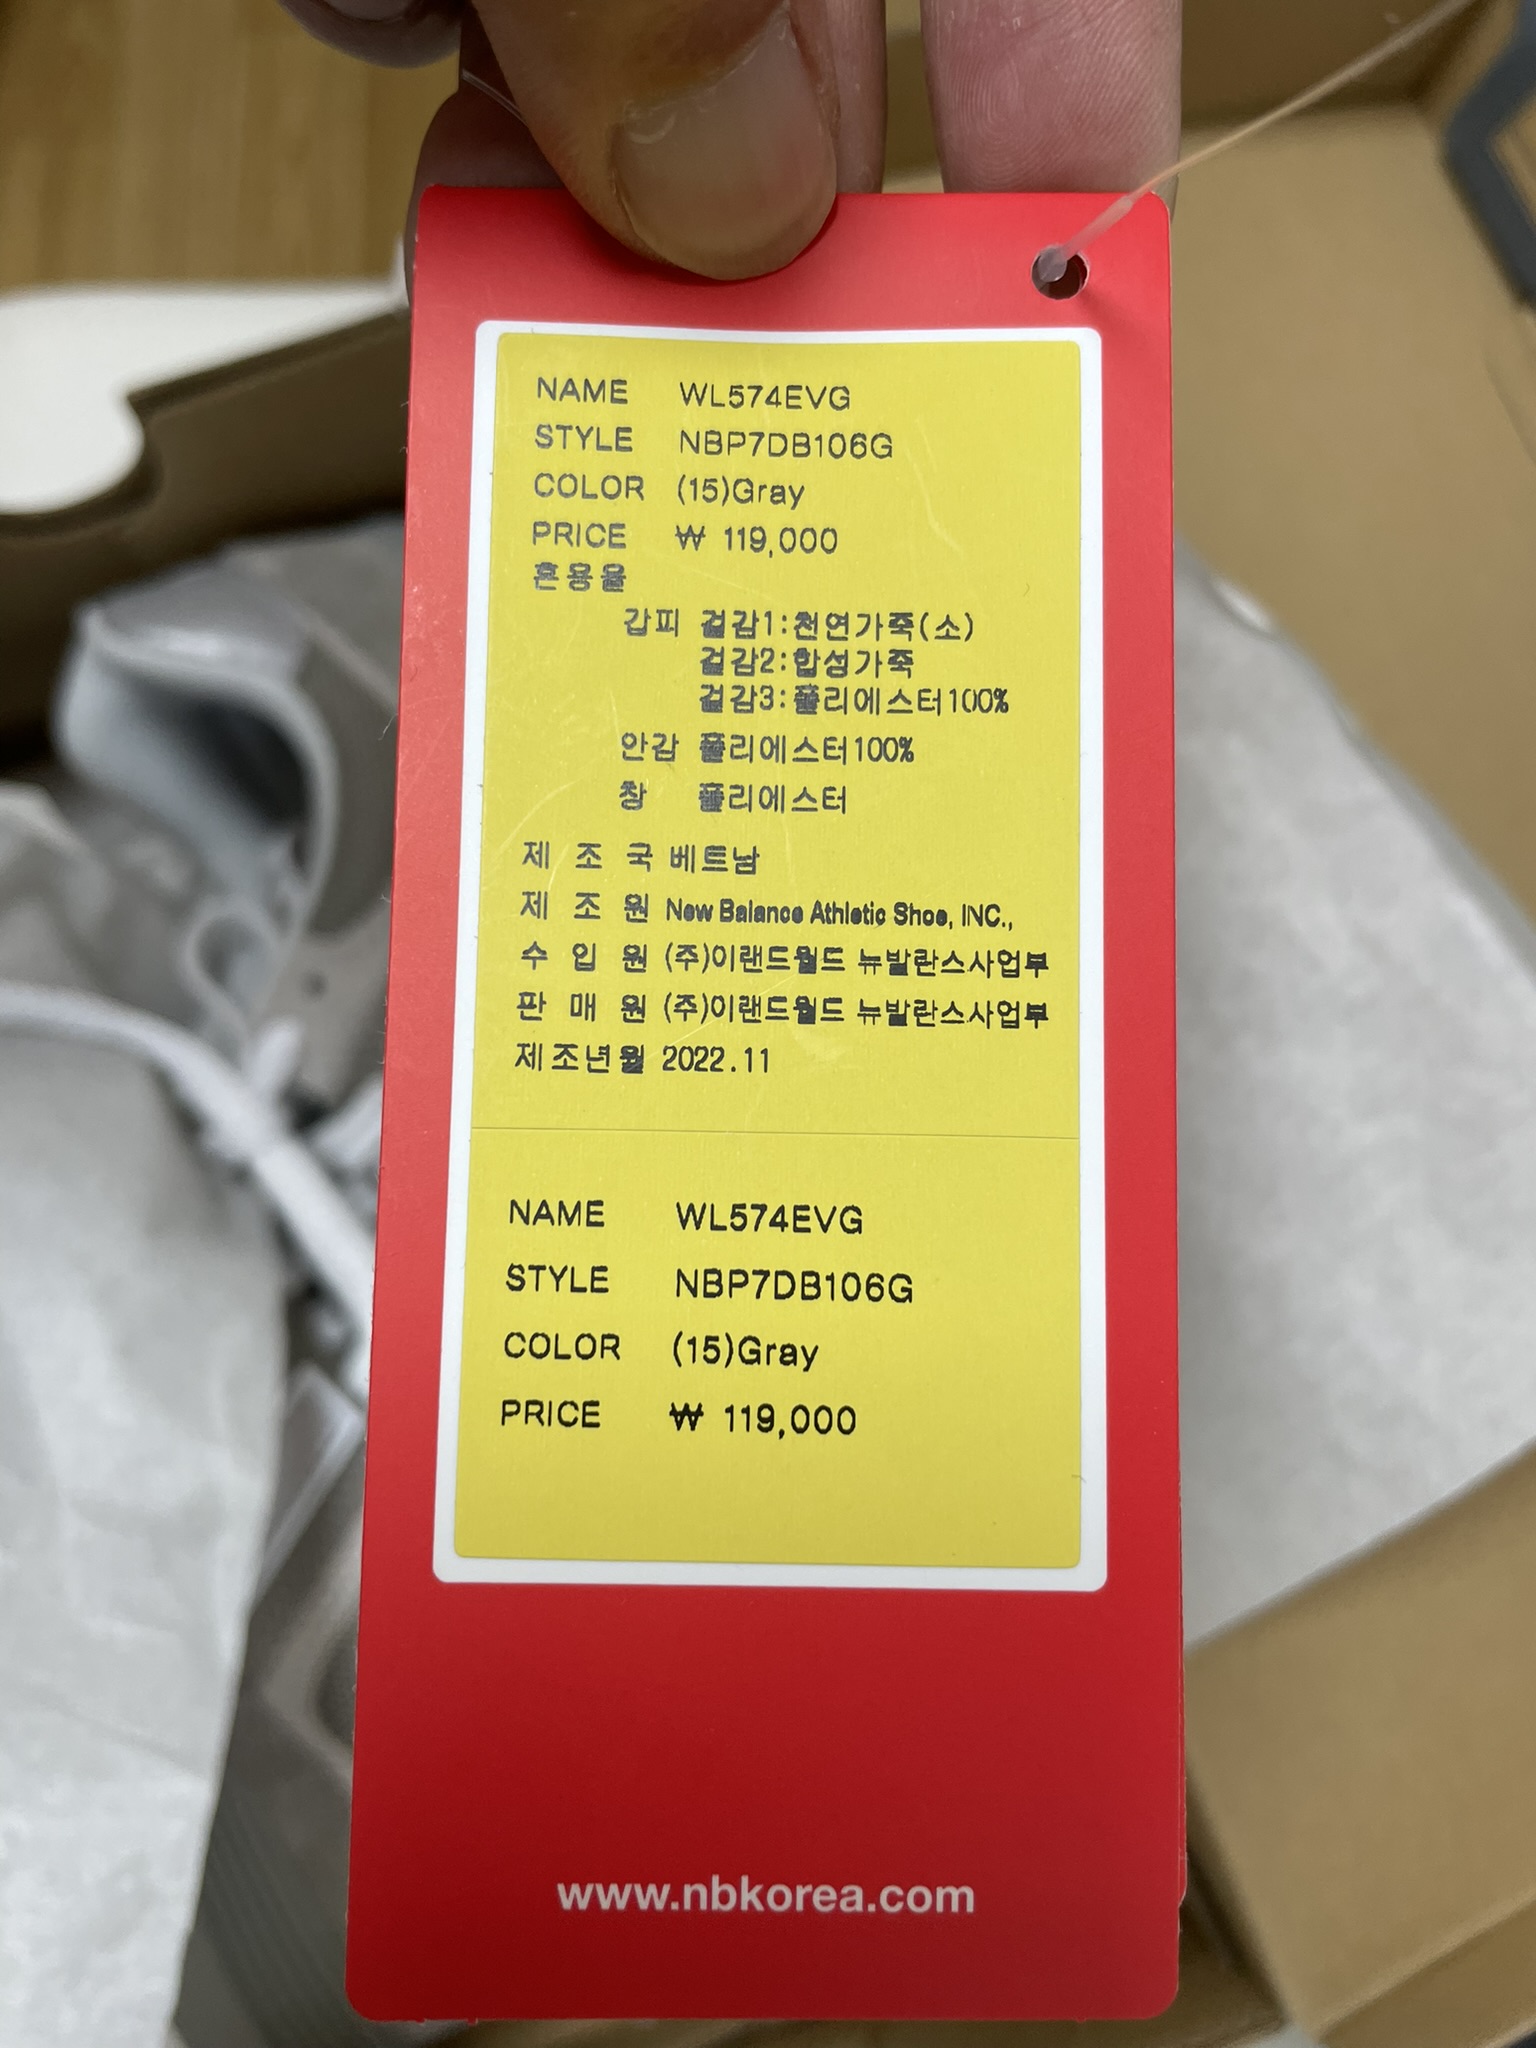 NAME WL574EVG
STYLE NBP7DB106G
COLOR (15)Gray
PRICE ₩ 119,000
혼용율
갑피 겉감1:천연가죽(소)
겉감2:합성가죽
겉감3:폴리에스터100%
안감 폴리에스터100%
창 폴리에스터
제 조 국 베트남
제 조 원 New Balance Athletic Shoe, INC.,
수 입 원 (주)이랜드월드 뉴발란스사업부
판 매 원 (주)이랜드월드 뉴발란스사업부
제조년월 2022.11
NAME WL574EVG
STYLE NBP7DB106G
COLOR (15)Gray
PRICE ₩ 119,000
www.nbkorea.com